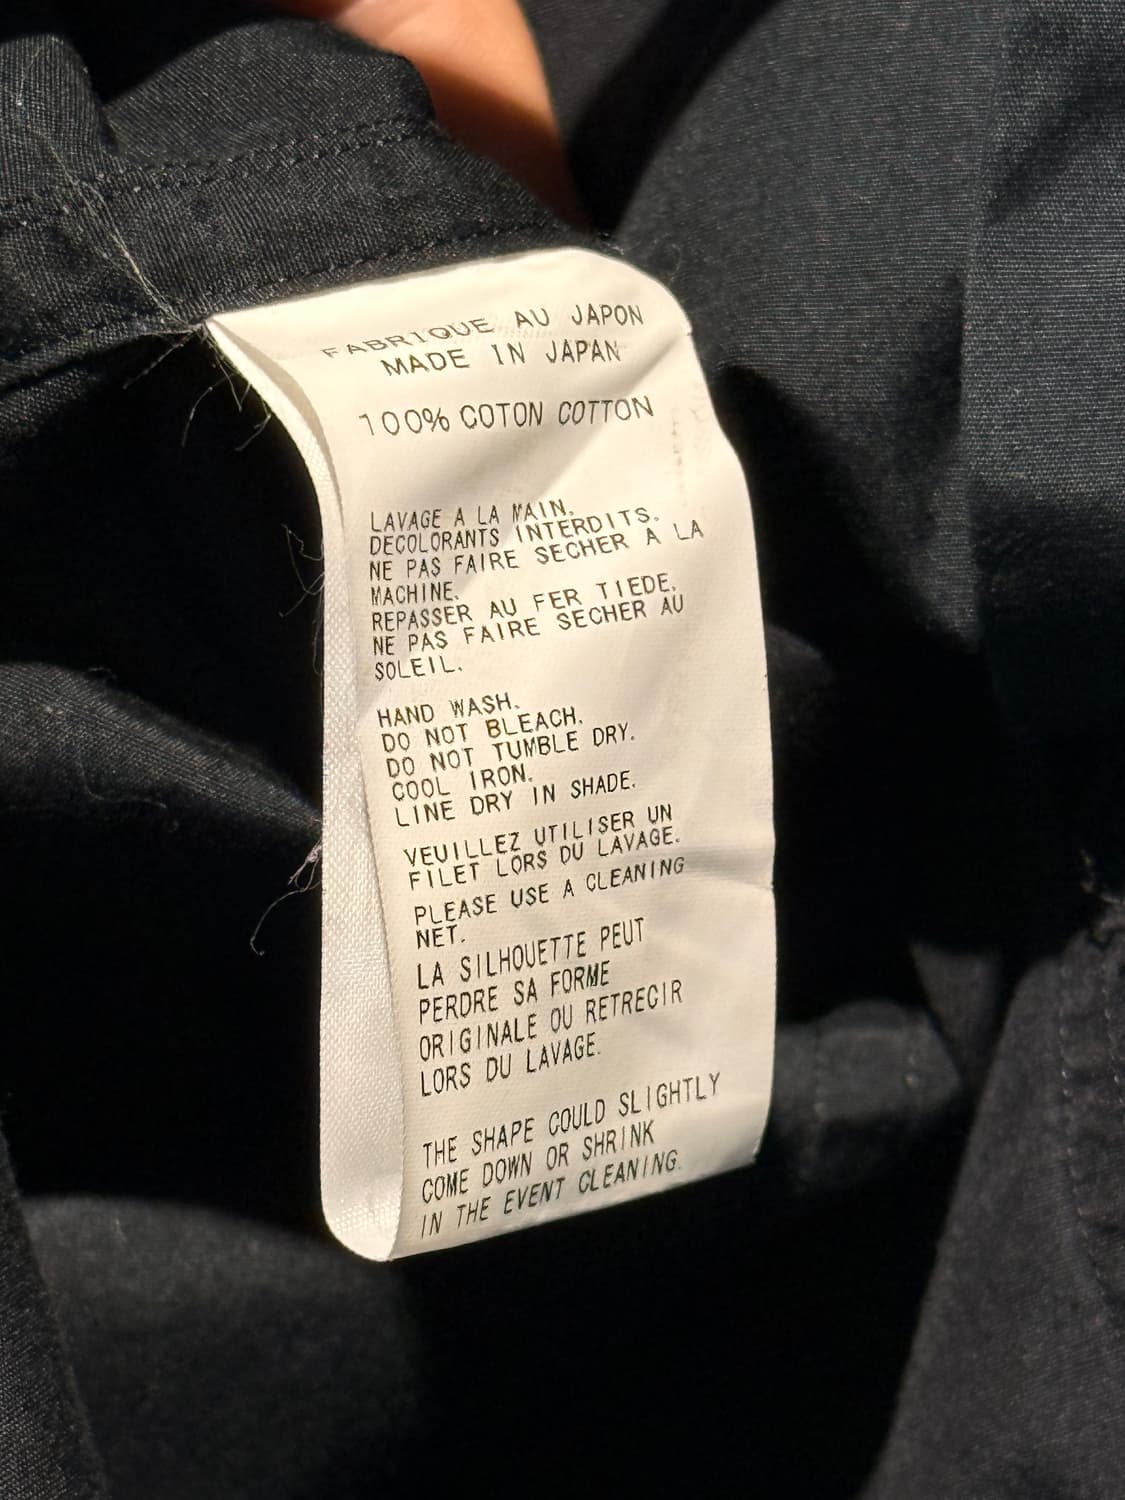 FABRIQUE AU JAPON
MADE IN JAPAN
100% COTON COTTON
LAVAGE A LA MAIN.
DECOLORANTS INTERDITS.
NE PAS FAIRE SECHER A LA
MACHINE.
REPASSER AU FER TIEDE.
NE PAS FAIRE SECHER AU
SOLEIL.
HAND WASH.
DO NOT BLEACH.
DO NOT TUMBLE DRY.
COOL IRON.
LINE DRY IN SHADE.
VEUILLEZ UTILISER UN
FILET LORS DU LAVAGE.
PLEASE USE A CLEANING
NET.
LA SILHOUETTE PEUT
PERDRE SA FORME
ORIGINALE OU RETRECIR
LORS DU LAVAGE.
THE SHAPE COULD SLIGHTLY
COME DOWN OR SHRINK
IN THE EVENT CLEANING.